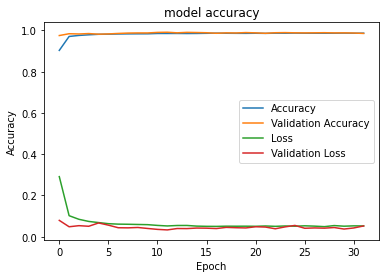 model accuracy
Accuracy
1.0
0.8
0.6
0.4
0.2
0.0
Accuracy
Validation Accuracy
Loss
Validation Loss
0 5 10 15 20 25 30
Epoch